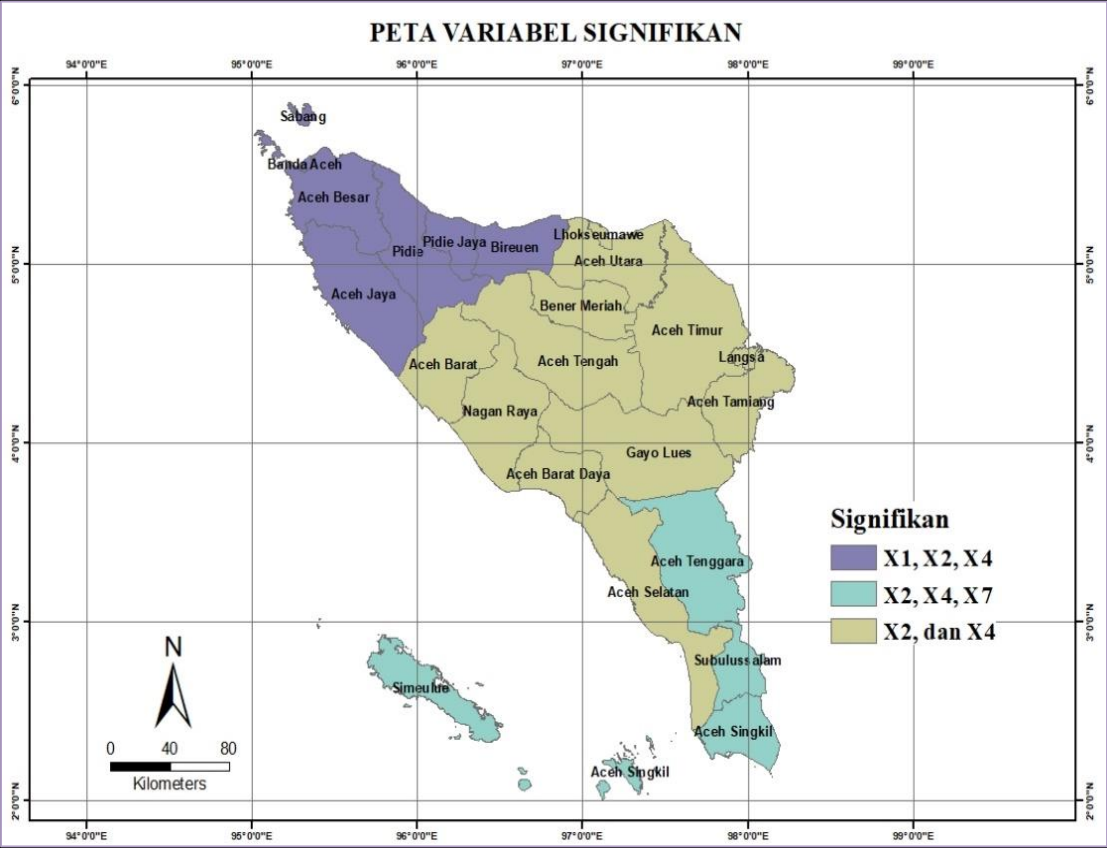 PETA VARIABEL SIGNIFIKAN
94°0'0"E 95°0'0"E 96°0'0"E 97°0'0"E 98°0'0"E 99°0'0"E
6°0'0"N 6°0'0"N
Sabang
Banda Aceh
Aceh Besar
Lhokseumawe
Pidie Jaya
Bireuen
Pidie
Aceh Utara
5°0'0"N 5°0'0"N
Aceh Jaya
Bener Meriah
Aceh Timur
Langsa
Aceh Barat
Aceh Tengah
Aceh Tamiang
Nagan Raya
4°0'0"N 4°0'0"N
Gayo Lues
Aceh Barat Daya
Signifikan
X1, X2, X4
X2, X4, X7
X2, dan X4
Aceh Tenggara
Aceh Selatan
3°0'0"N 3°0'0"N
N
Subulussalam
Simeulue
Aceh Singkil
0 40 80
Kilometers
Aceh Singkil
2°0'0"N 2°0'0"N
94°0'0"E 95°0'0"E 96°0'0"E 97°0'0"E 98°0'0"E 99°0'0"E